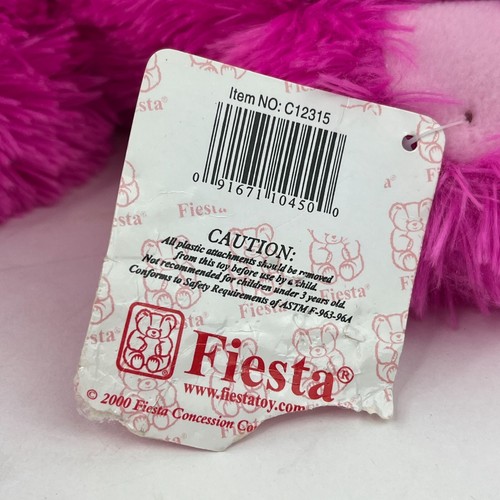 Item NO: C12315
0 91671 10450 0
CAUTION:
All plastic attachments should be removed
from this toy before use by a child.
Not recommended for children under 3 years old.
Conforms to Safety Requirements of ASTM F-963-96A
Fiesta®
www.fiestatoy.com
© 2000 Fiesta Concession Co